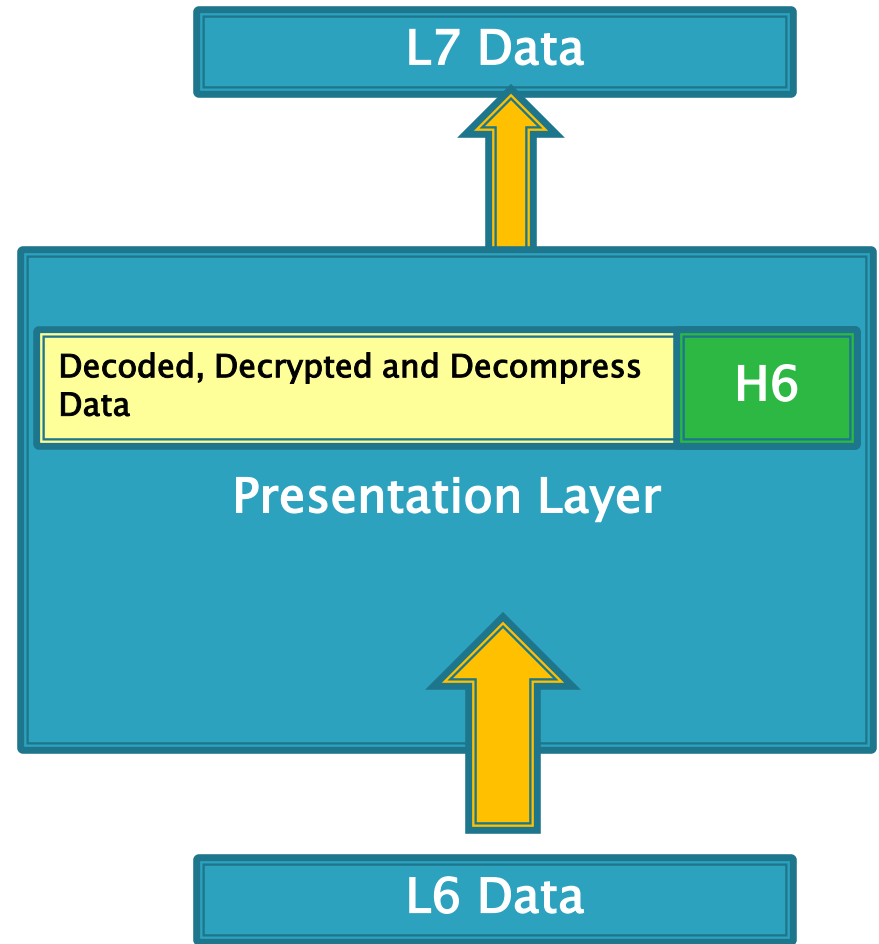 L7 Data
Decoded, Decrypted and Decompress
Data
H6
Presentation Layer
L6 Data